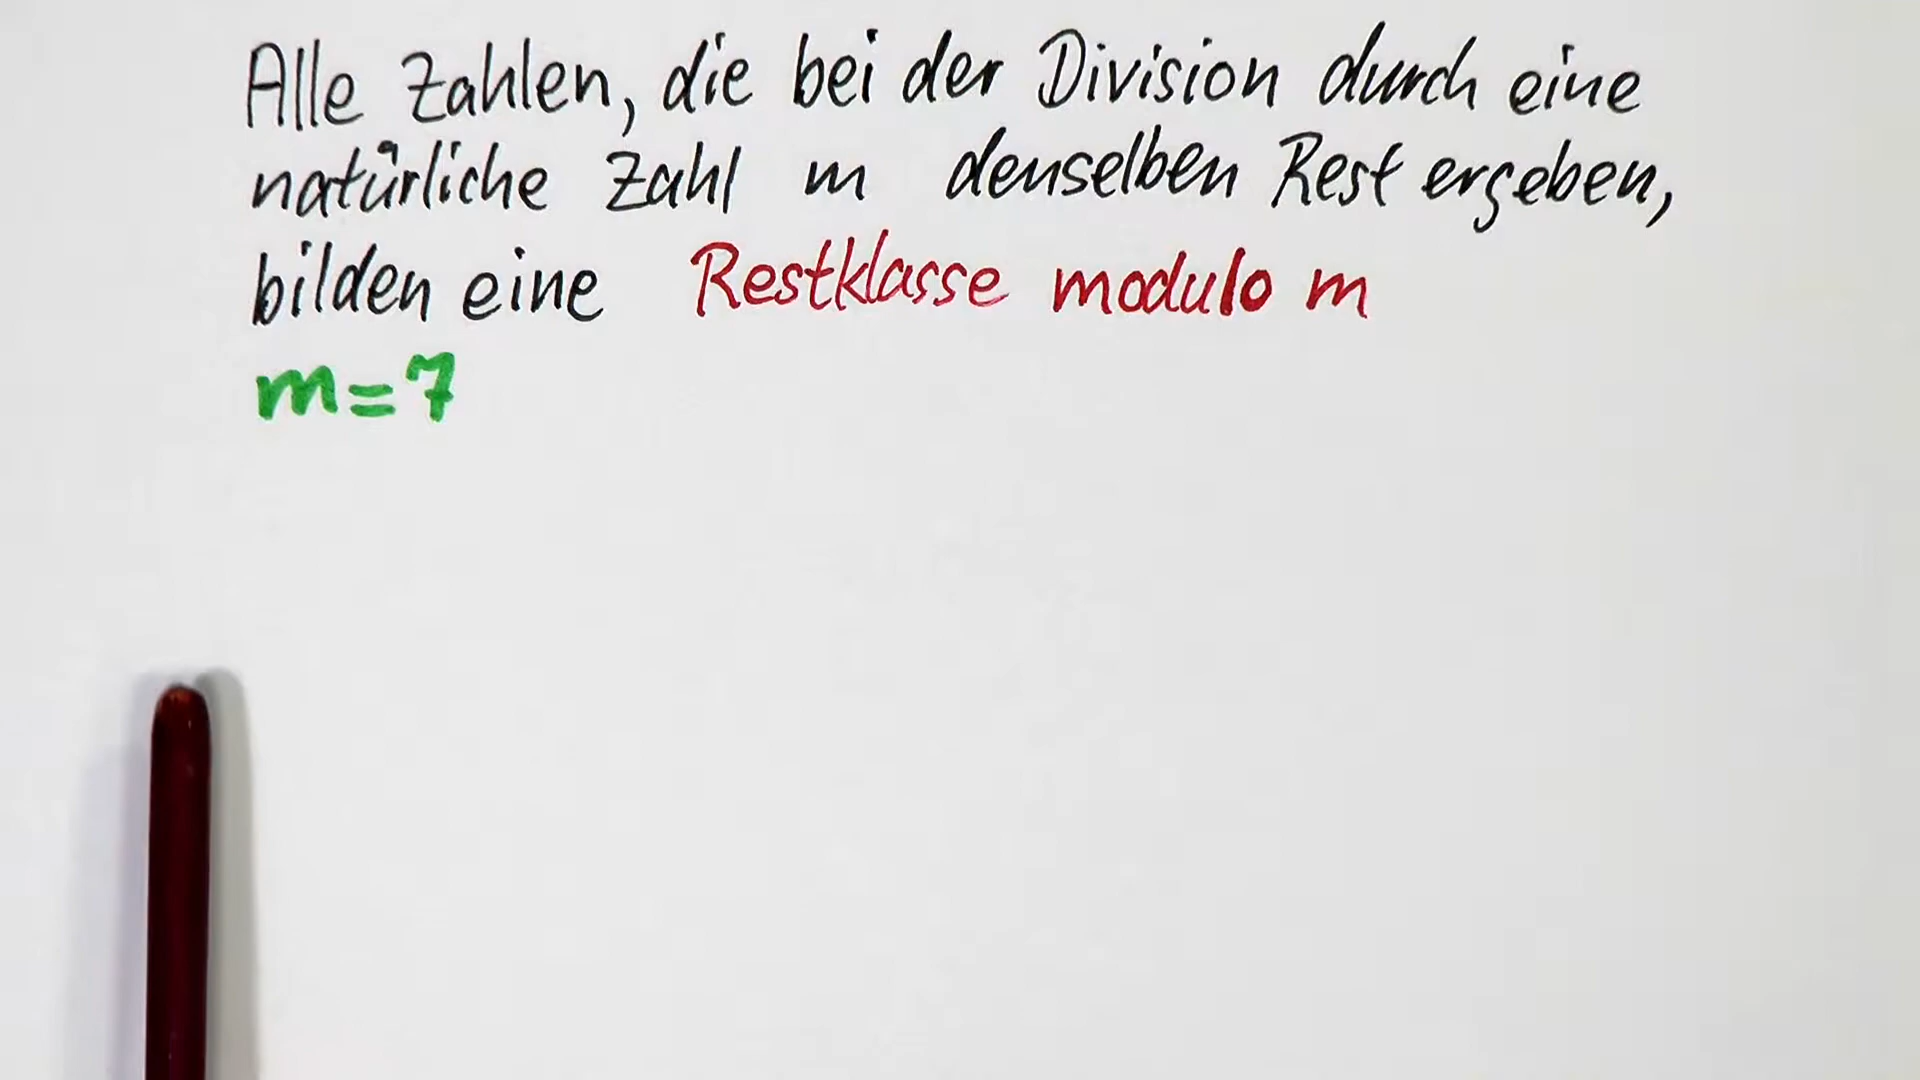 Alle Zahlen, die bei der Division durch eine
natürliche Zahl m denselben Rest ergeben,
bilden eine Restklasse modulo m
m=7